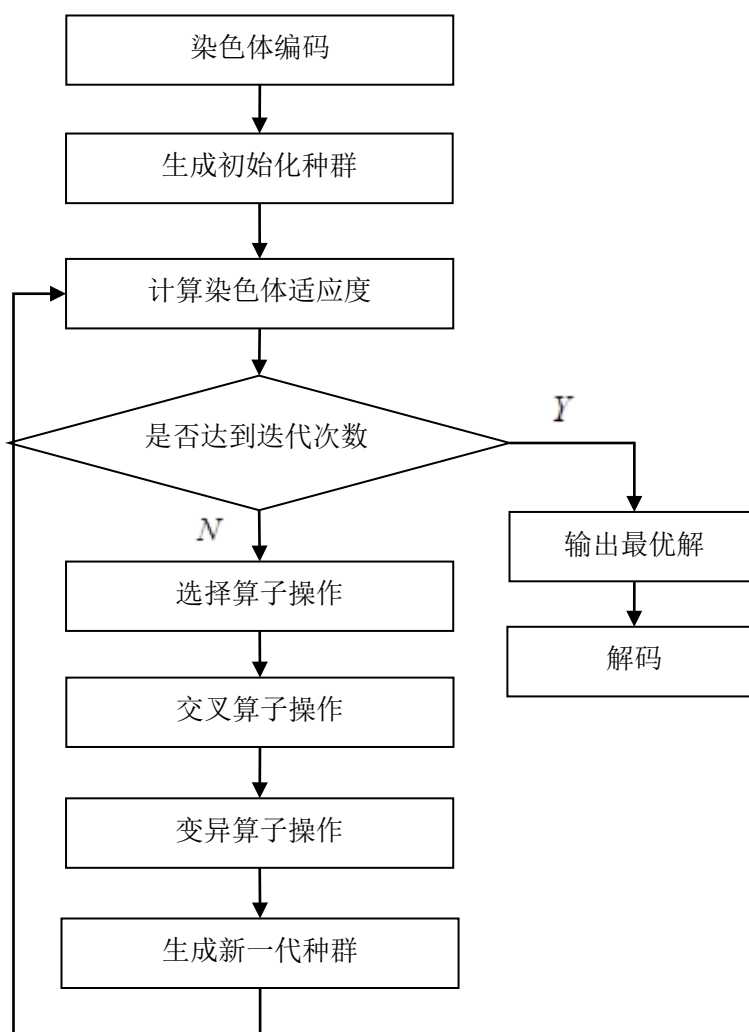 染色体编码
生成初始化种群
计算染色体适应度
是否达到迭代次数
Y
N
输出最优解
选择算子操作
解码
交叉算子操作
变异算子操作
生成新一代种群